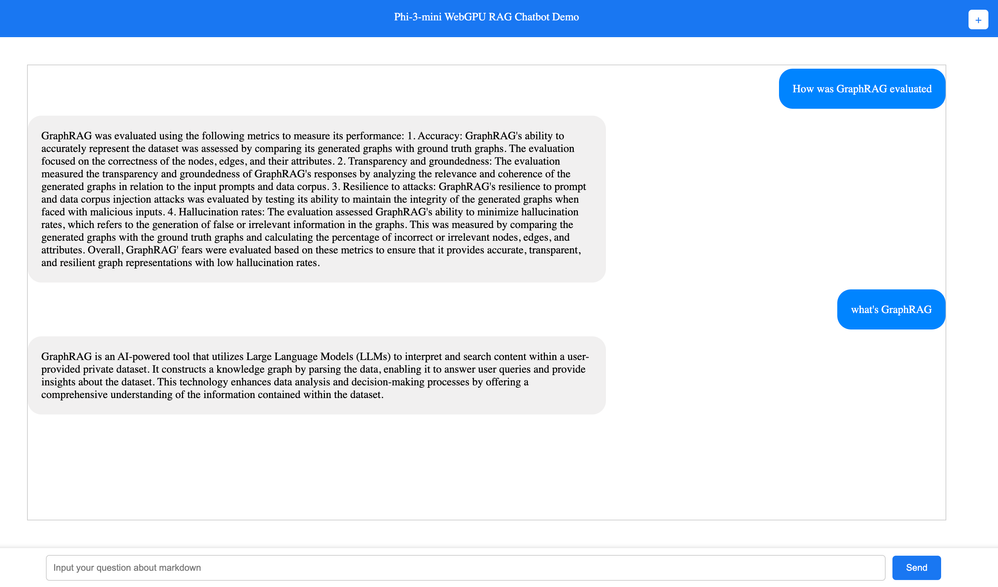 Phi-3-mini WebGPU RAG Chatbot Demo
+
How was GraphRAG evaluated
GraphRAG was evaluated using the following metrics to measure its performance: 1. Accuracy: GraphRAG's ability to
accurately represent the dataset was assessed by comparing its generated graphs with ground truth graphs. The evaluation
focused on the correctness of the nodes, edges, and their attributes. 2. Transparency and groundedness: The evaluation
measured the transparency and groundedness of GraphRAG's responses by analyzing the relevance and coherence of the
generated graphs in relation to the input prompts and data corpus. 3. Resilience to attacks: GraphRAG's resilience to prompt
and data corpus injection attacks was evaluated by testing its ability to maintain the integrity of the generated graphs when
faced with malicious inputs. 4. Hallucination rates: The evaluation assessed GraphRAG's ability to minimize hallucination
rates, which refers to the generation of false or irrelevant information in the graphs. This was measured by comparing the
generated graphs with the ground truth graphs and calculating the percentage of incorrect or irrelevant nodes, edges, and
attributes. Overall, GraphRAG' fears were evaluated based on these metrics to ensure that it provides accurate, transparent,
and resilient graph representations with low hallucination rates.
what's GraphRAG
GraphRAG is an AI-powered tool that utilizes Large Language Models (LLMs) to interpret and search content within a user-
provided private dataset. It constructs a knowledge graph by parsing the data, enabling it to answer user queries and provide
insights about the dataset. This technology enhances data analysis and decision-making processes by offering a
comprehensive understanding of the information contained within the dataset.
Input your question about markdown
Send